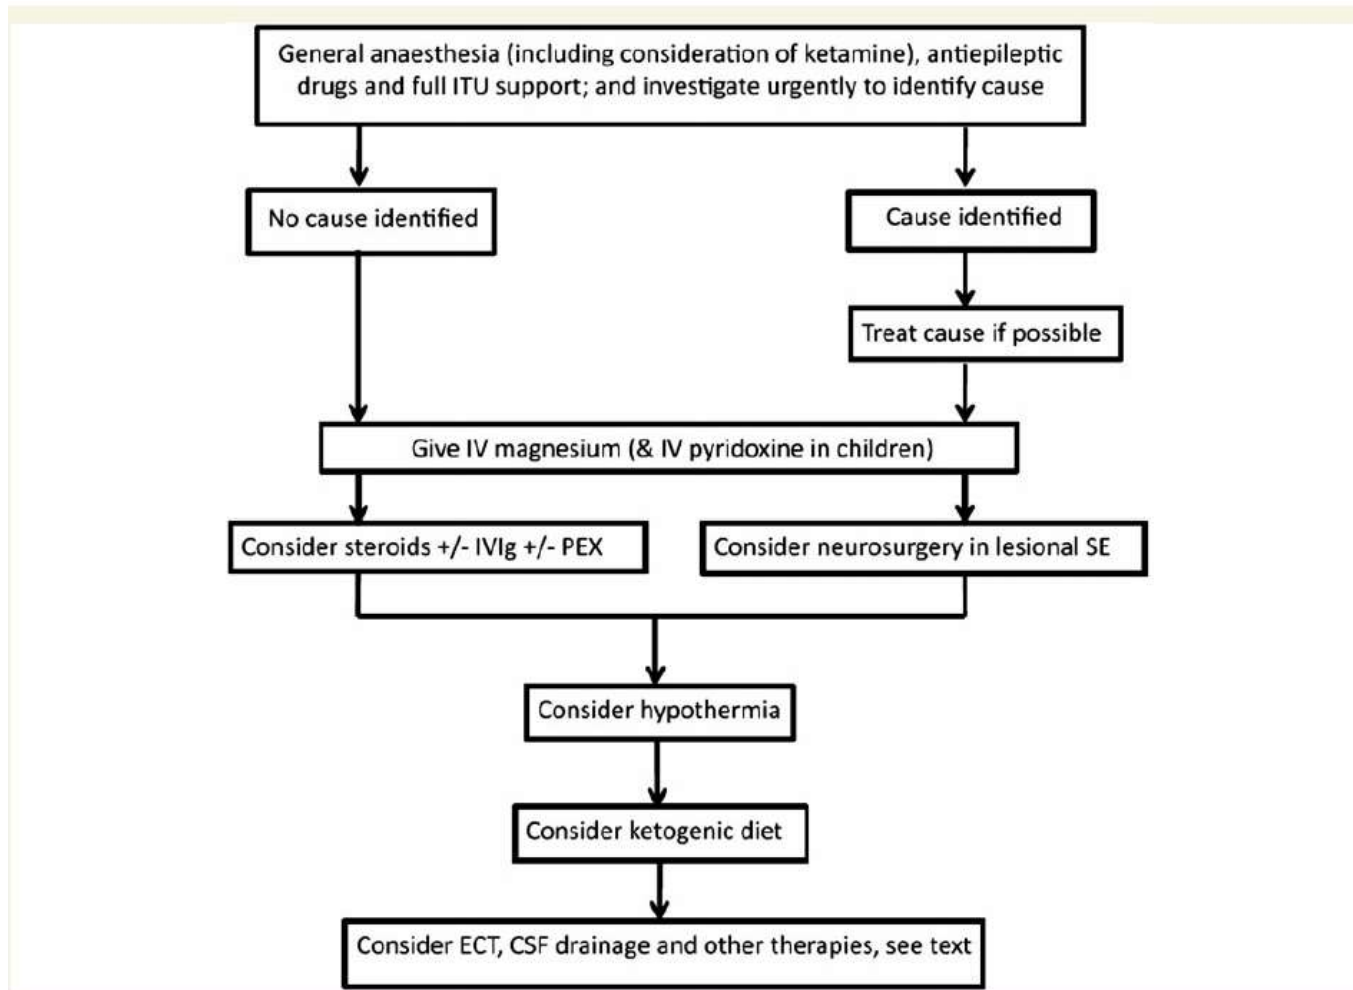 General anaesthesia (including consideration of ketamine), antiepileptic
drugs and full ITU support; and investigate urgently to identify cause
No cause identified
Cause identified
Treat cause if possible
Give IV magnesium (& IV pyridoxine in children)
Consider steroids +/- IVIg +/- PEX
Consider neurosurgery in lesional SE
Consider hypothermia
Consider ketogenic diet
Consider ECT, CSF drainage and other therapies, see text